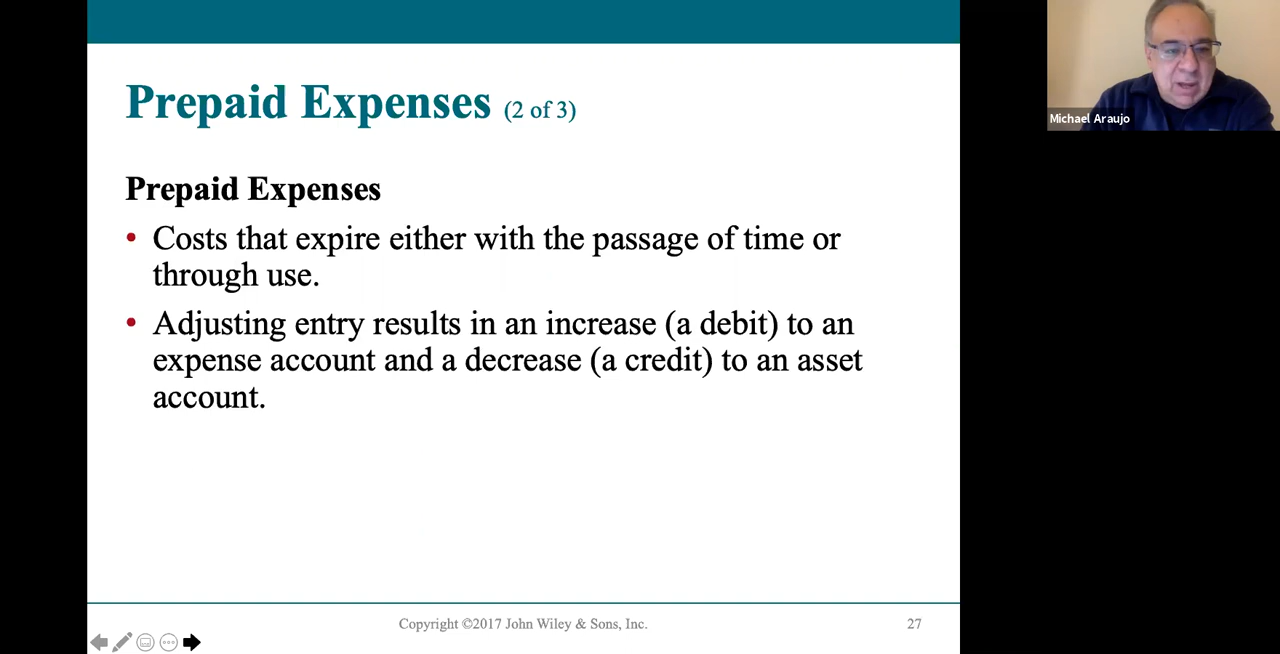 Prepaid Expenses (2 of 3)
Michael Araujo
Prepaid Expenses
• Costs that expire either with the passage of time or
through use.
• Adjusting entry results in an increase (a debit) to an
expense account and a decrease (a credit) to an asset
account.
Copyright ©2017 John Wiley & Sons, Inc.
27